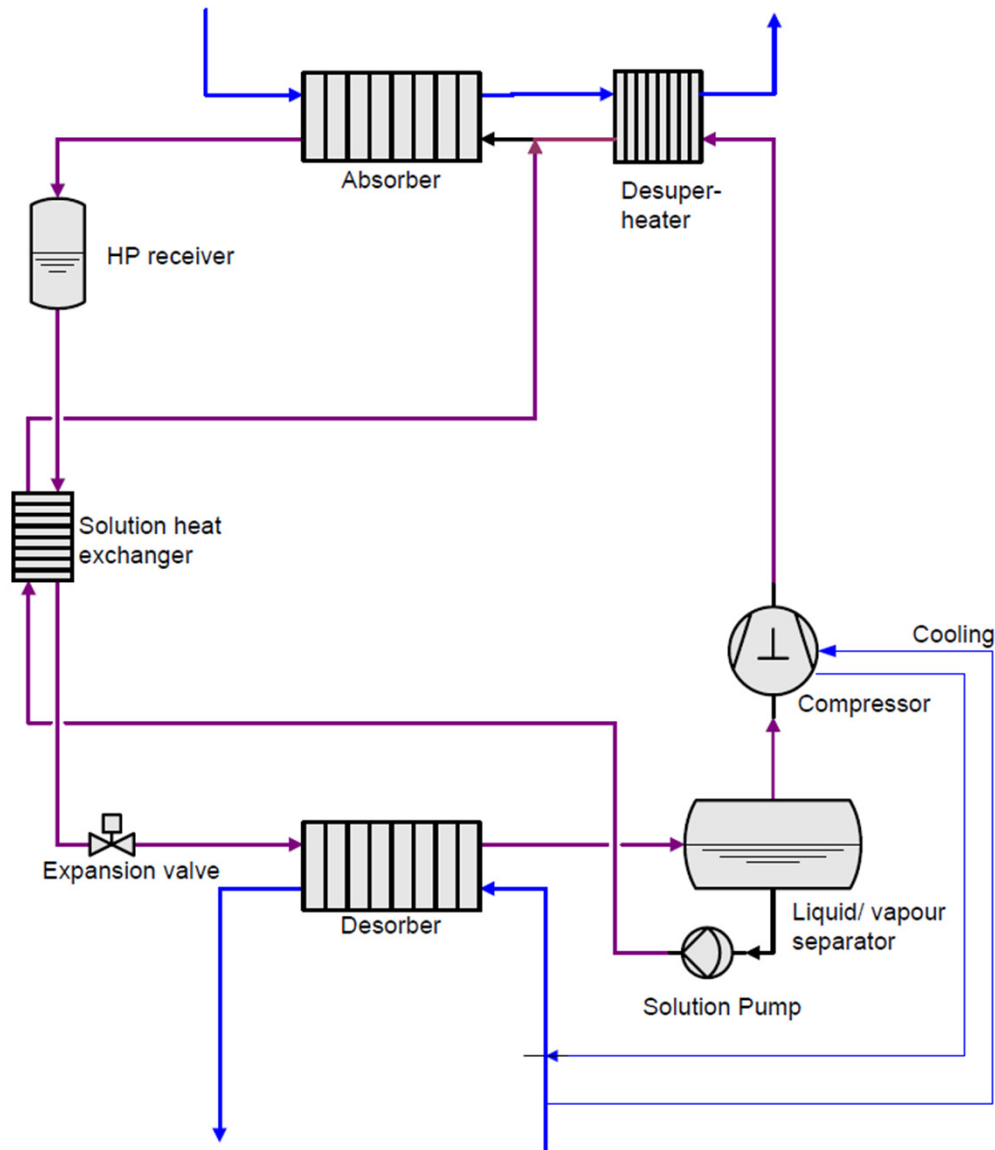 Absorber
Desuper-
heater
HP receiver
Solution heat
exchanger
Cooling
Compressor
Expansion valve
Desorber
Liquid/ vapour
separator
Solution Pump